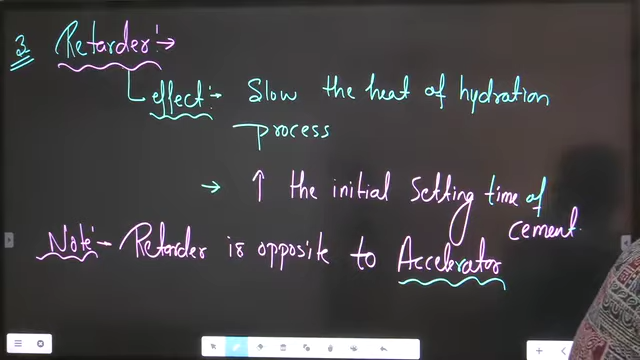 3 Retarder:→
effect:- Slow the heat of hydration
process
→ ↑ the initial Setting time of
cement.
Note:- Retarder is opposite to Accelerator